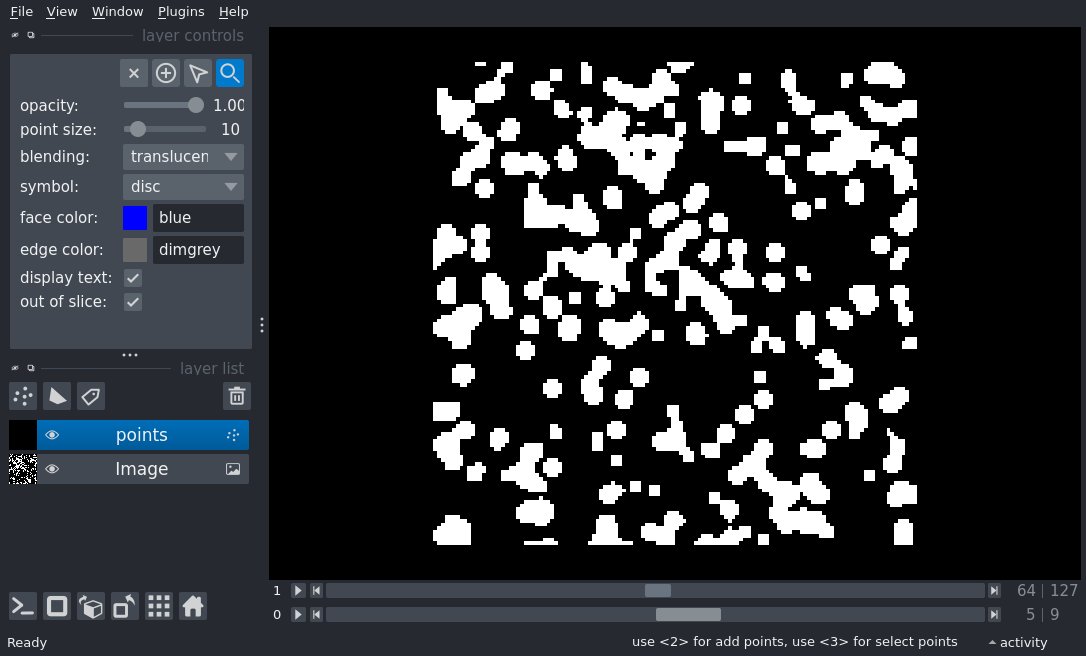 File View Window Plugins Help
layer controls
opacity: 1.00
point size: 10
blending: translucen
symbol: disc
face color: blue
edge color: dimgrey
display text:
out of slice:
layer list
points
Image
1 64 | 127
0 5 | 9
Ready use <2> for add points, use <3> for select points activity